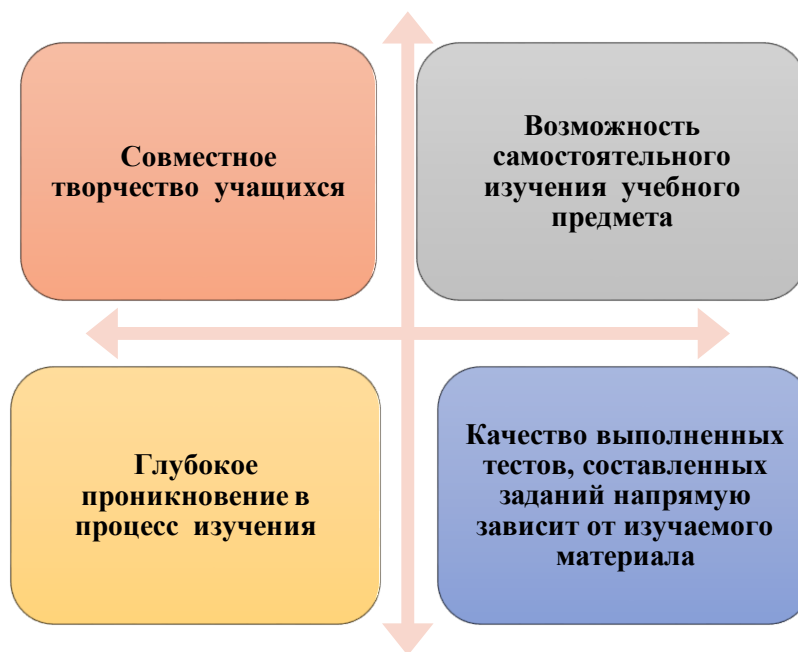 Совместное
творчество учащихся
Возможность
самостоятельного
изучения учебного
предмета
Глубокое
проникновение в
процесс изучения
Качество выполненных
тестов, составленных
заданий напрямую
зависит от изучаемого
материала